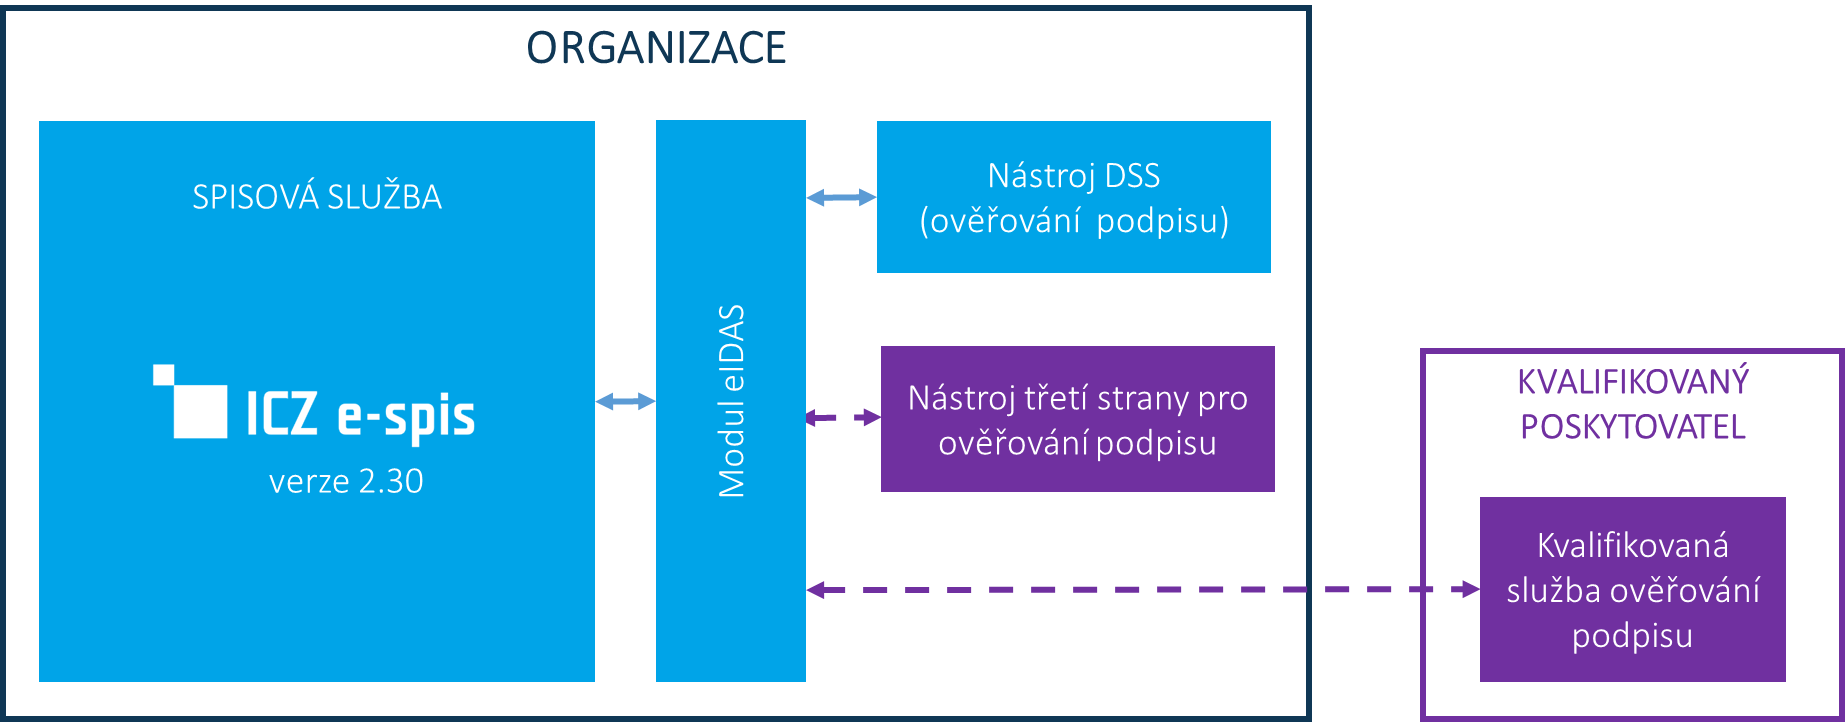 ORGANIZACE
SPISOVÁ SLUŽBA
ICZ e-spis
verze 2.30
Modul eIDAS
Nástroj DSS
(ověřování podpisu)
Nástroj třetí strany pro
ověřování podpisu
KVALIFIKOVANÝ
POSKYTOVATEL
Kvalifikovaná
služba ověřování
podpisu